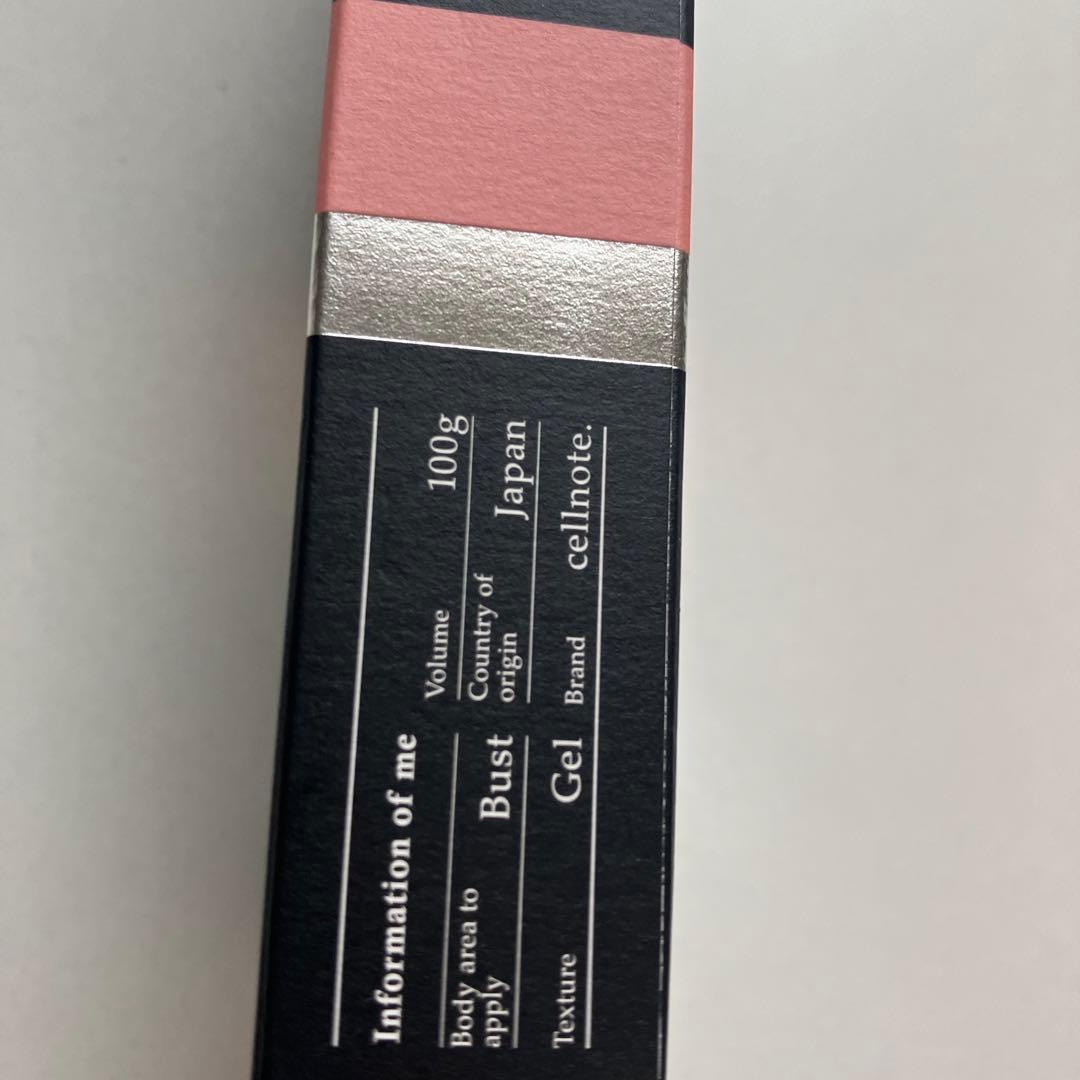 Information of me
Body area to
apply
Bust
Texture
Gel
Volume
100g
Country of
origin
Japan
Brand
cellnote.